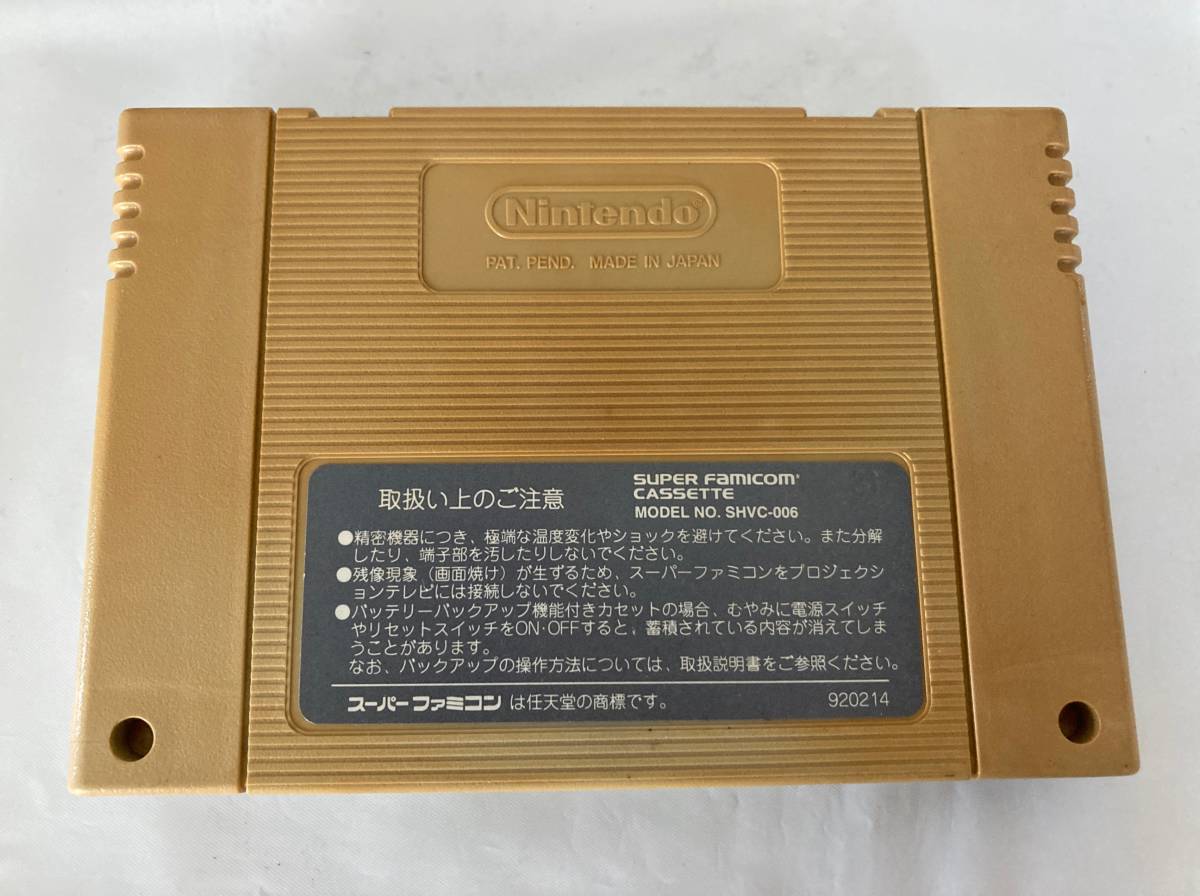 Nintendo®
PAT. PEND. MADE IN JAPAN
取扱い上のご注意
SUPER FAMICOM
CASSETTE
MODEL NO. SHVC-006
●精密機器につき、極端な温度変化やショックを避けてください。また分解
したり、端子部を汚したりしないでください。
●残像現象（画面焼け）が生ずるため、スーパーファミコンをプロジェクシ
ョンテレビには接続しないでください。
●バッテリーバックアップ機能付きカセットの場合、むやみに電源スイッチ
やリセットスイッチをON·OFFすると、蓄積されている内容が消えてしま
うことがあります。
なお、バックアップの操作方法については、取扱説明書をご参照ください。
スーパーファミコン は任天堂の商標です。 920214